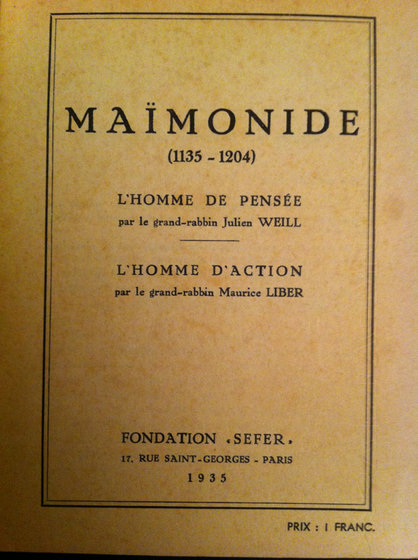 MAÏMONIDE
(1135 - 1204)
L'HOMME DE PENSÉE
par le grand-rabbin Julien WEILL
L'HOMME D'ACTION
par le grand-rabbin Maurice LIBER
FONDATION «SEFER»
17, RUE SAINT-GEORGES - PARIS
1935
PRIX : 1 FRANC.